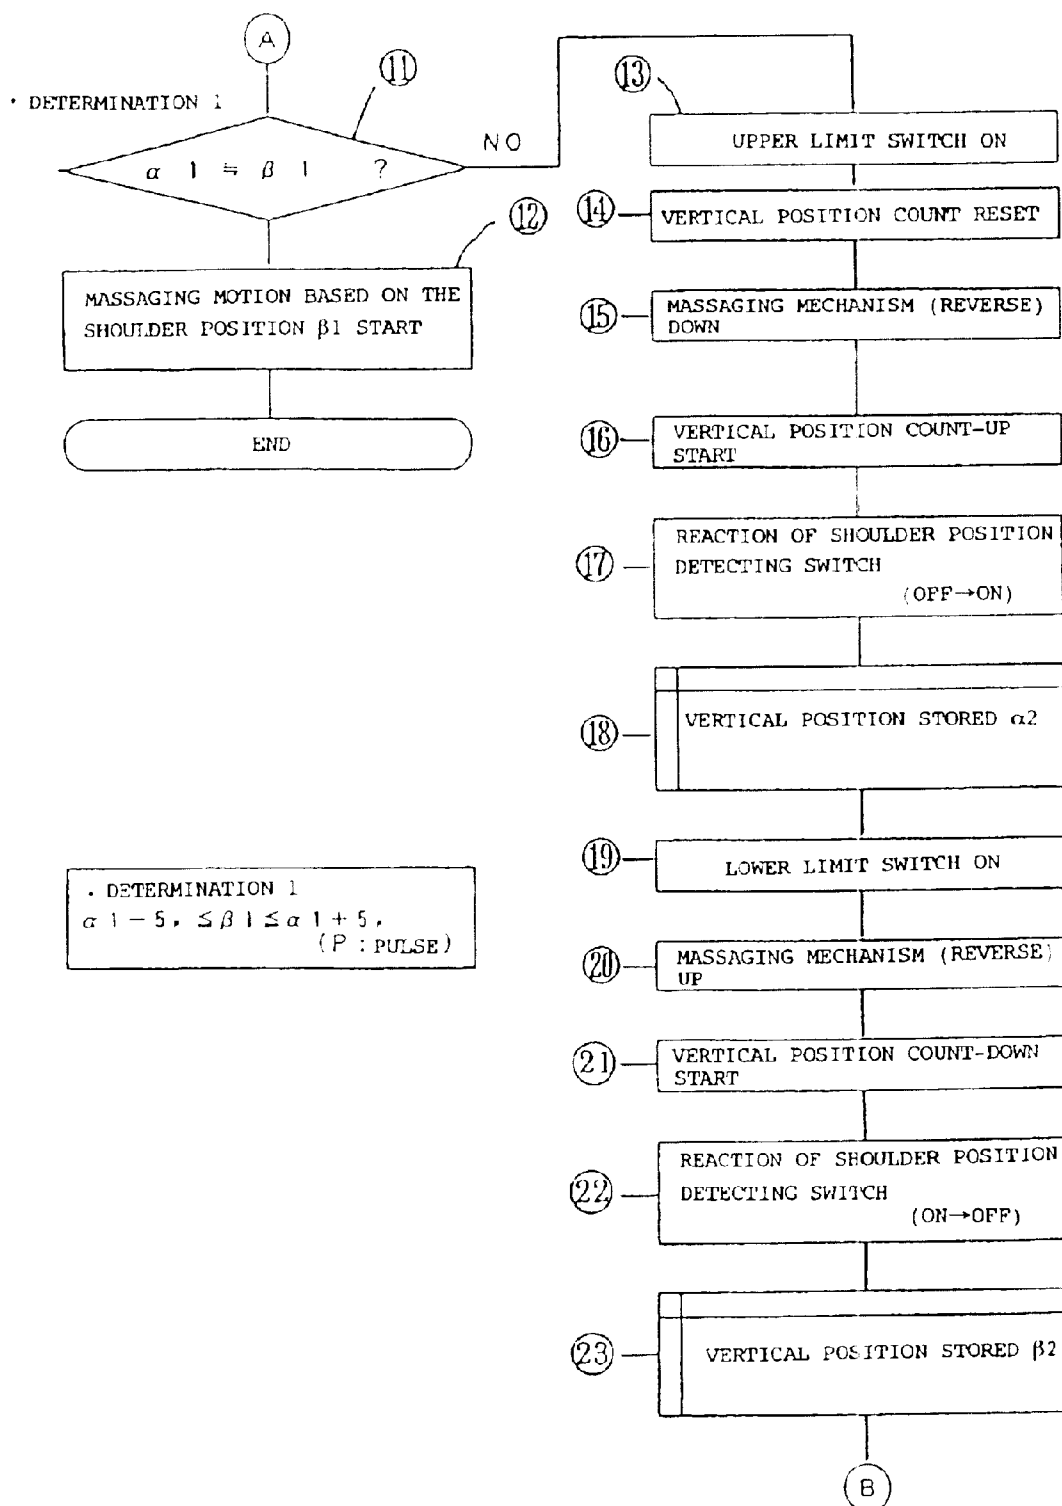 A
⑪
· DETERMINATION 1
α 1 ≒ β 1 ?
NO
⑫
MASSAGING MOTION BASED ON THE
SHOULDER POSITION β1 START
END
· DETERMINATION 1
α 1 − 5, ≦ β 1 ≦ α 1 + 5,
(P : PULSE)
⑬
UPPER LIMIT SWITCH ON
⑭
VERTICAL POSITION COUNT RESET
⑮
MASSAGING MECHANISM (REVERSE)
DOWN
⑯
VERTICAL POSITION COUNT-UP
START
⑰
REACTION OF SHOULDER POSITION
DETECTING SWITCH
(OFF→ON)
⑱
VERTICAL POSITION STORED α2
⑲
LOWER LIMIT SWITCH ON
⑳
MASSAGING MECHANISM (REVERSE)
UP
㉑
VERTICAL POSITION COUNT-DOWN
START
㉒
REACTION OF SHOULDER POSITION
DETECTING SWITCH
(ON→OFF)
㉓
VERTICAL POSITION STORED β2
B